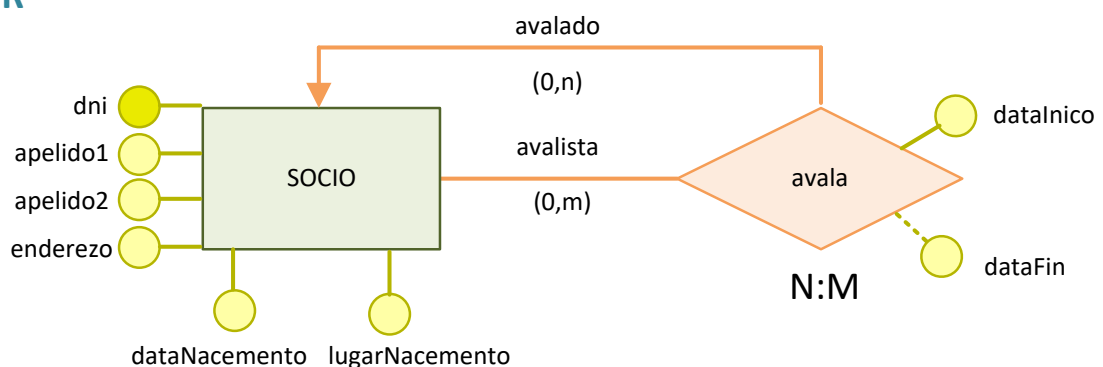 R
avalado
(0,n)
dni
dataInico
apelido1
avalista
SOCIO
avala
apelido2
(0,m)
enderezo
dataFin
N:M
dataNacemento
lugarNacemento